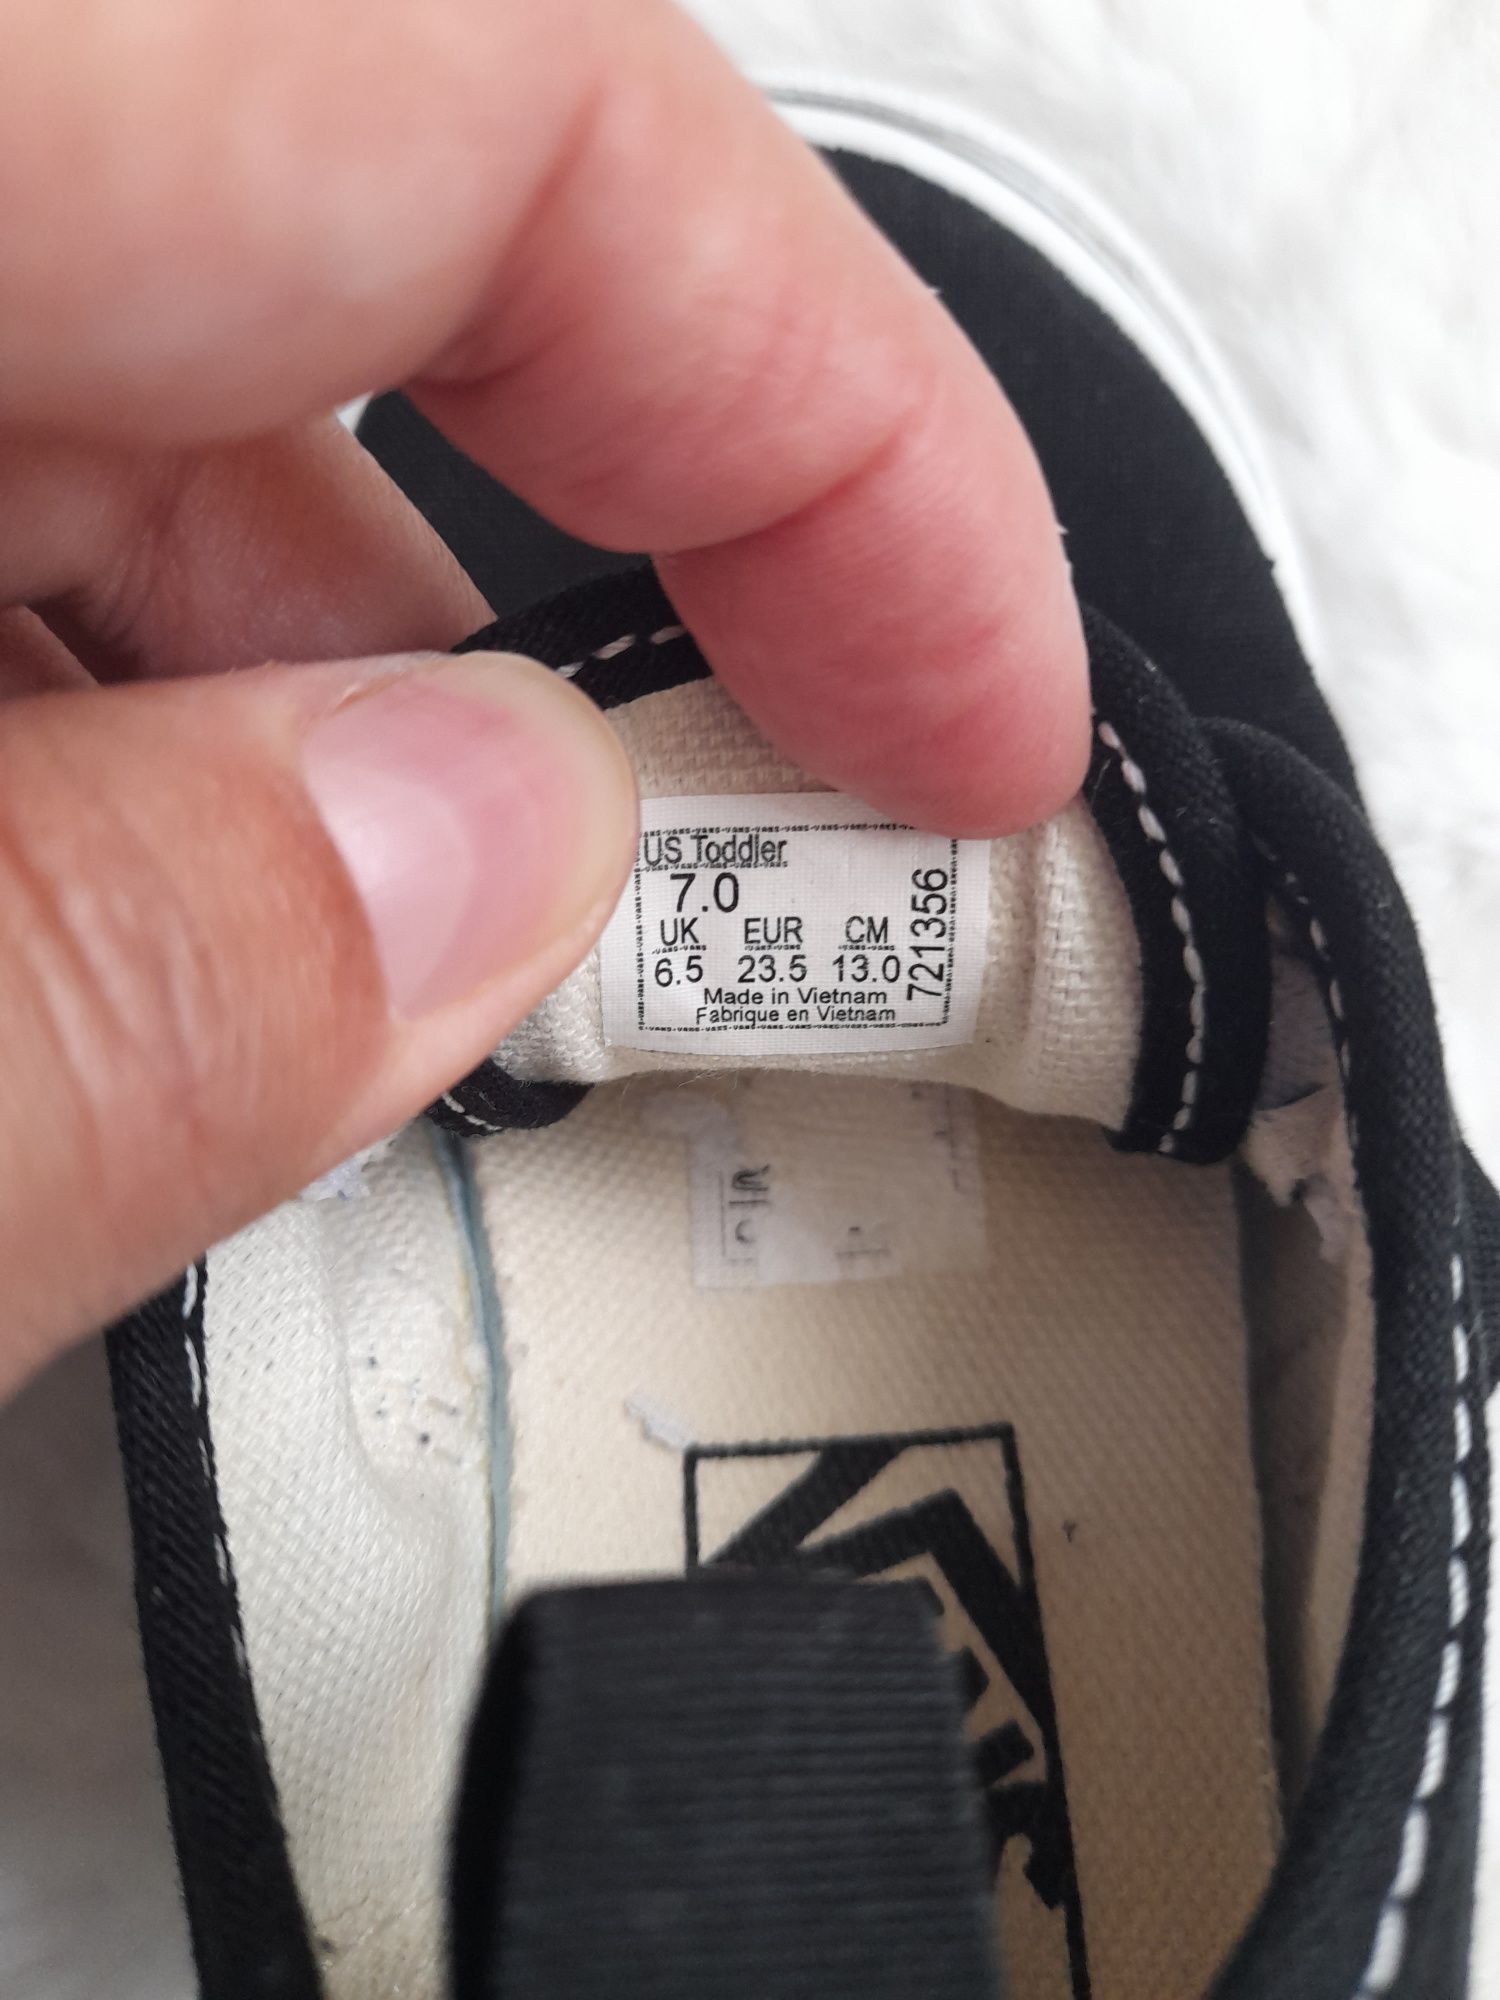 US Toddler
7.0
UK EUR CM
6.5 23.5 13.0
Made in Vietnam
Fabrique en Vietnam
721356